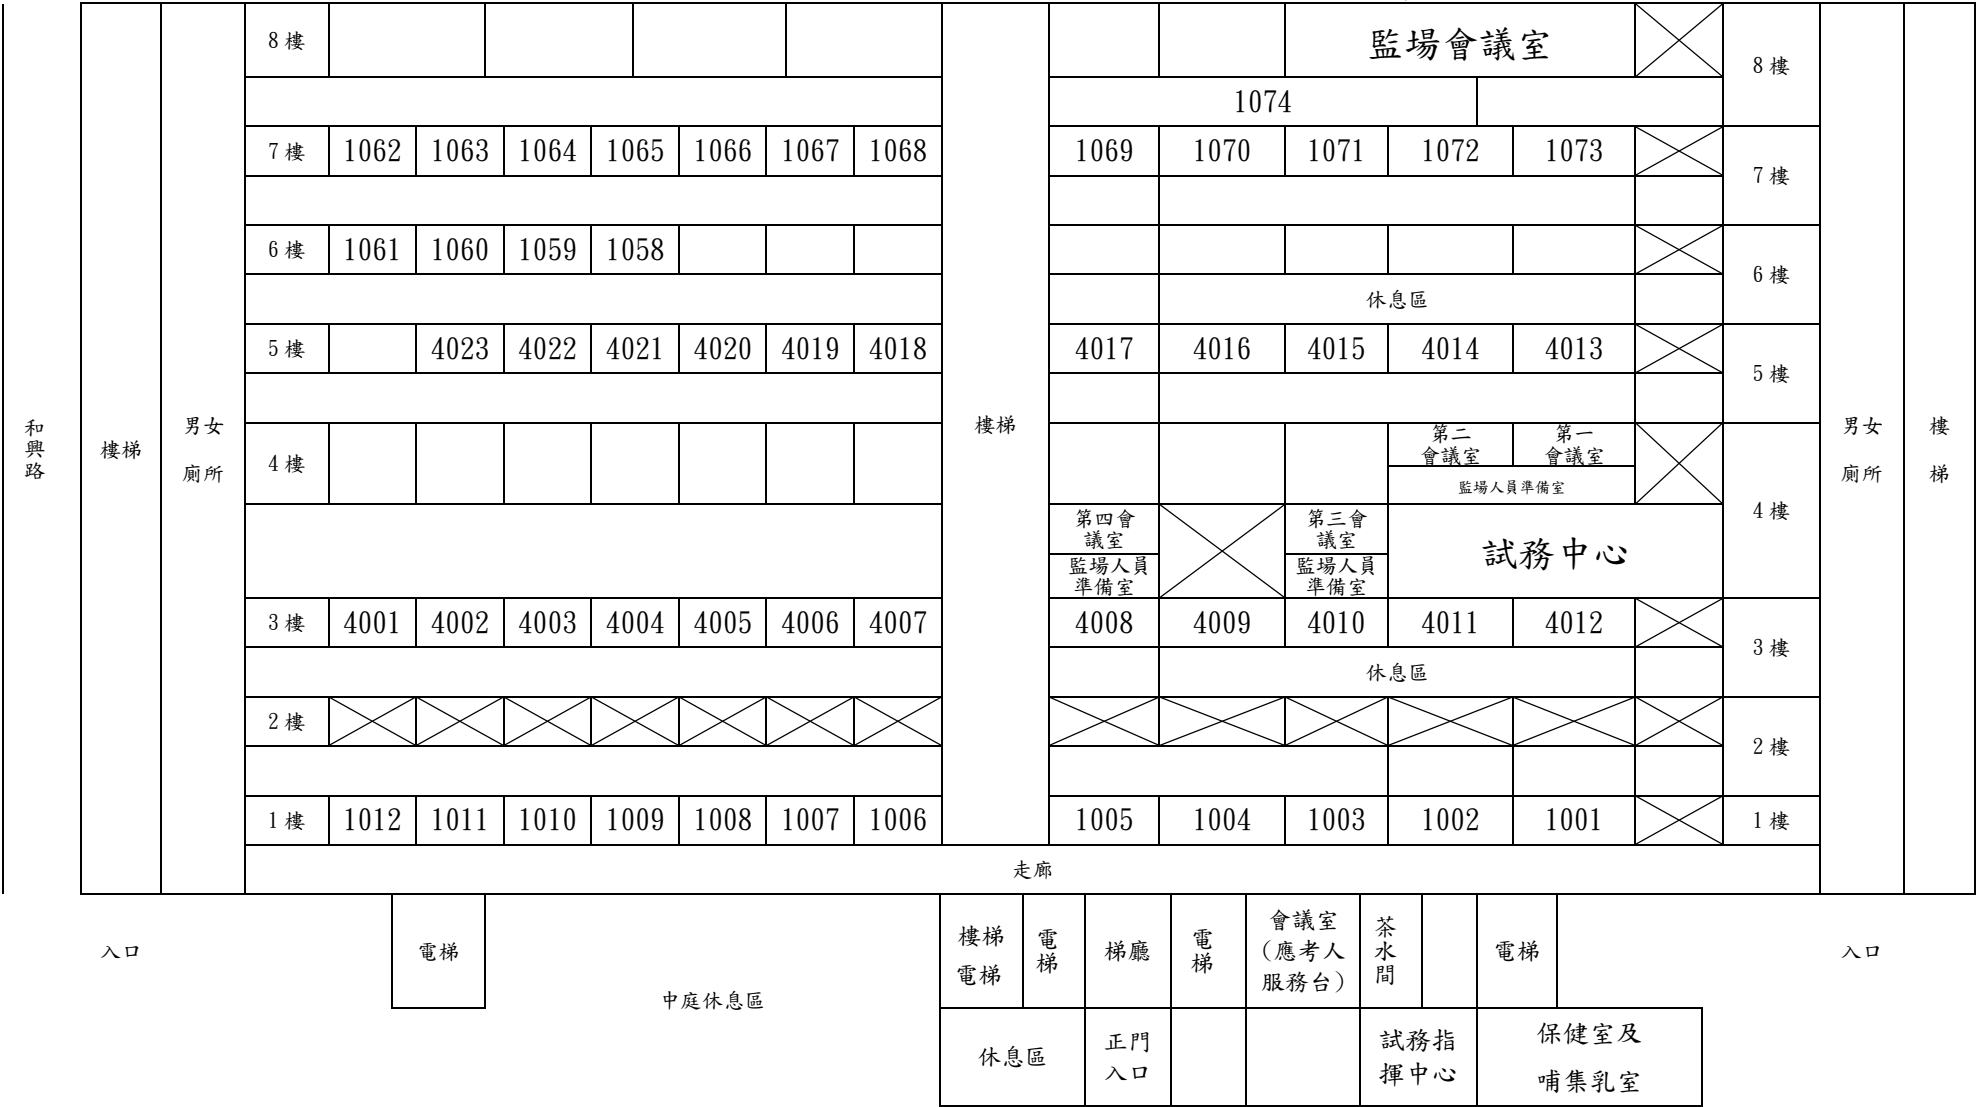 8樓
監場會議室
8樓
1074
7樓 1062 1063 1064 1065 1066 1067 1068 1069 1070 1071 1072 1073
7樓
6樓 1061 1060 1059 1058
6樓
休息區
5樓 4023 4022 4021 4020 4019 4018 4017 4016 4015 4014 4013
5樓
和
興
路
樓梯
男女
廁所
樓梯
4樓
第二
會議室
第一
會議室
監場人員準備室
男女
廁所
樓
梯
4樓
第四會
議室
監場人員
準備室
第三會
議室
監場人員
準備室
試務中心
3樓 4001 4002 4003 4004 4005 4006 4007 4008 4009 4010 4011 4012
3樓
休息區
2樓
2樓
1樓 1012 1011 1010 1009 1008 1007 1006 1005 1004 1003 1002 1001 1樓
走廊
入口
電梯
中庭休息區
樓梯
電梯
電
梯
梯廳
電
梯
會議室
(應考人
服務台)
茶
水
間
電梯
入口
休息區
正門
入口
試務指
揮中心
保健室及
哺集乳室